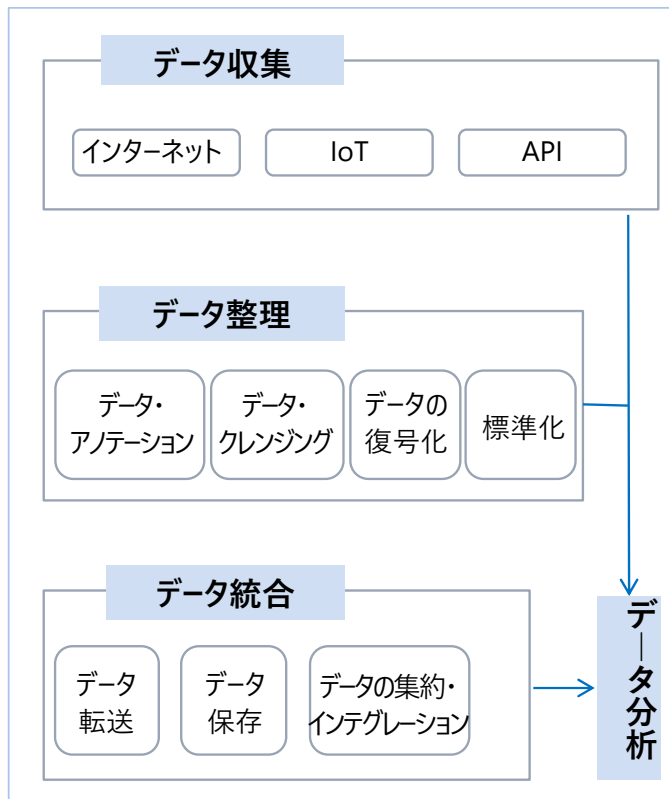 データ収集
インターネット
IoT
API
データ整理
データ・
アノテーション
データ・
クレンジング
データの
復号化
標準化
データ統合
データ
転送
データ
保存
データの集約・
インテグレーション
データ分析